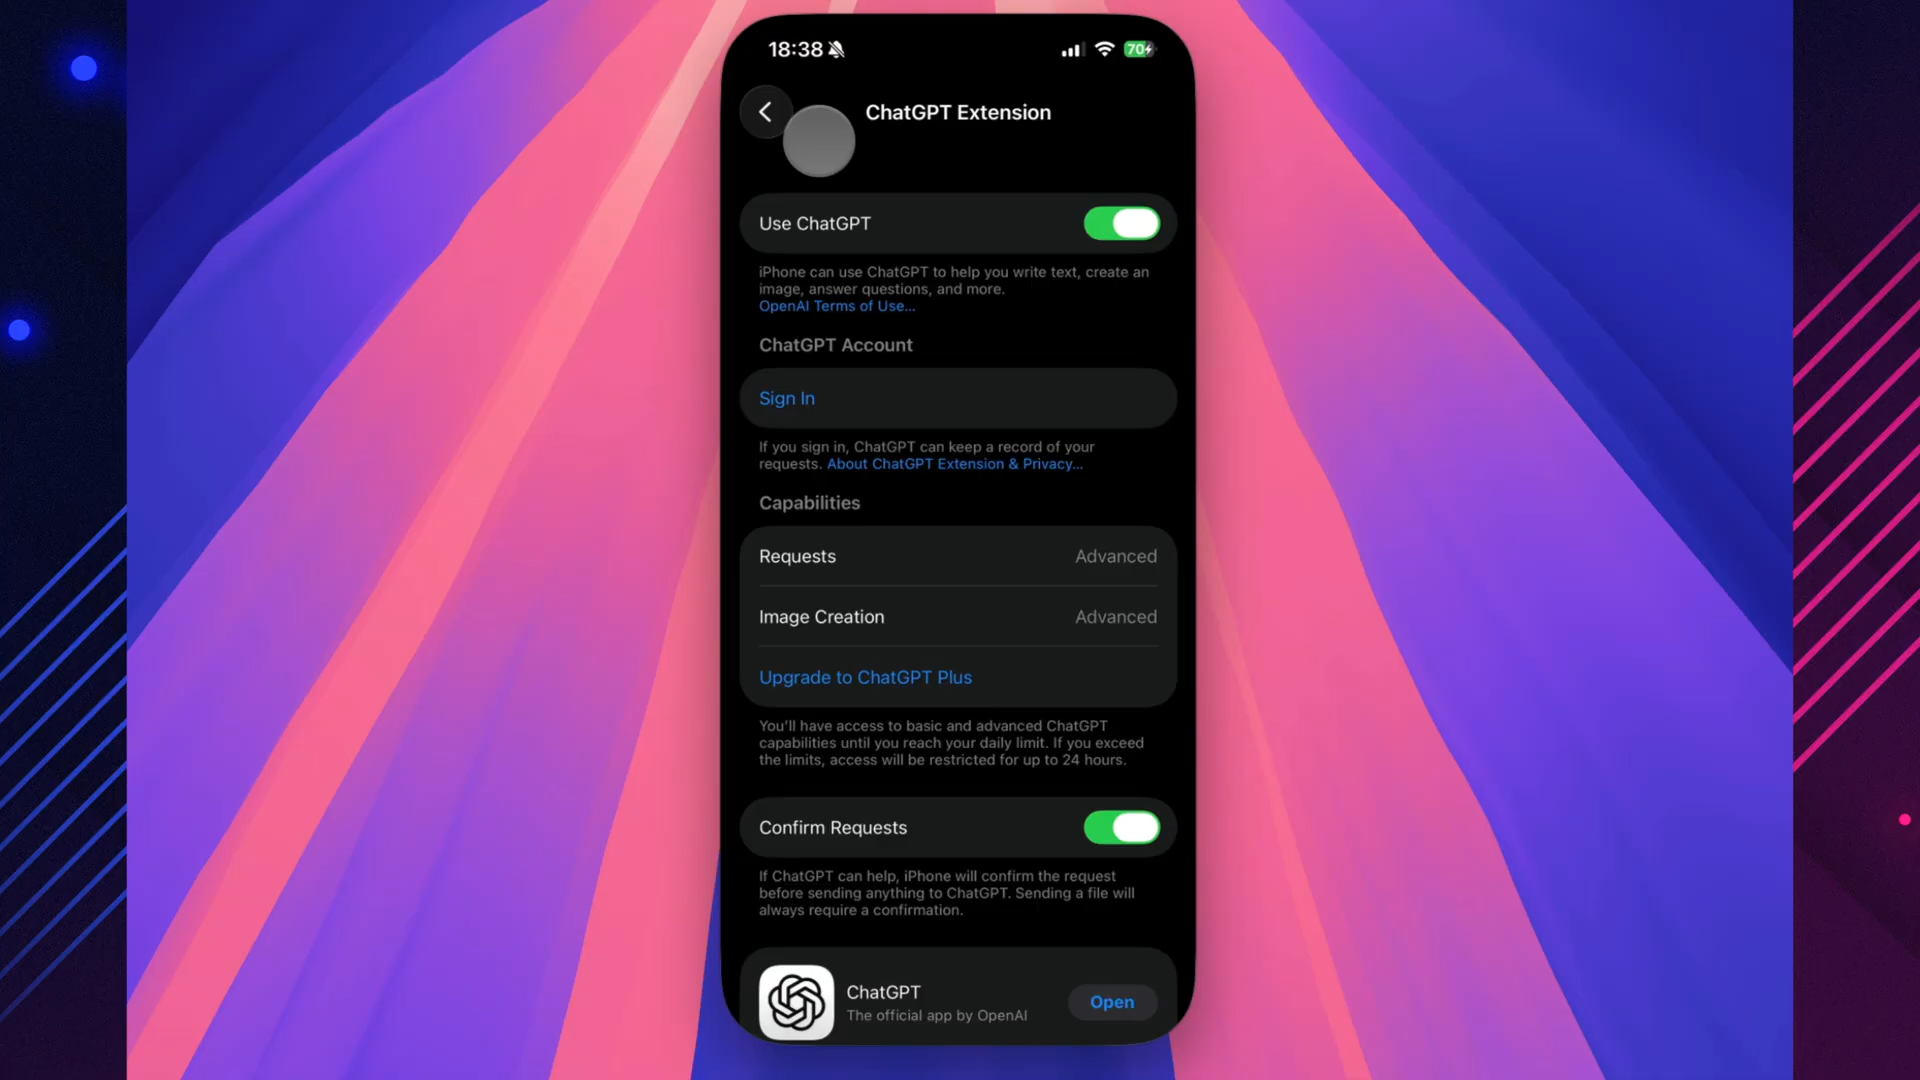 18:38
70
ChatGPT Extension
Use ChatGPT
iPhone can use ChatGPT to help you write text, create an
image, answer questions, and more.
OpenAI Terms of Use...
ChatGPT Account
Sign In
If you sign in, ChatGPT can keep a record of your
requests. About ChatGPT Extension & Privacy...
Capabilities
Requests Advanced
Image Creation Advanced
Upgrade to ChatGPT Plus
You'll have access to basic and advanced ChatGPT
capabilities until you reach your daily limit. If you exceed
the limits, access will be restricted for up to 24 hours.
Confirm Requests
If ChatGPT can help, iPhone will confirm the request
before sending anything to ChatGPT. Sending a file will
always require a confirmation.
ChatGPT
The official app by OpenAI
Open